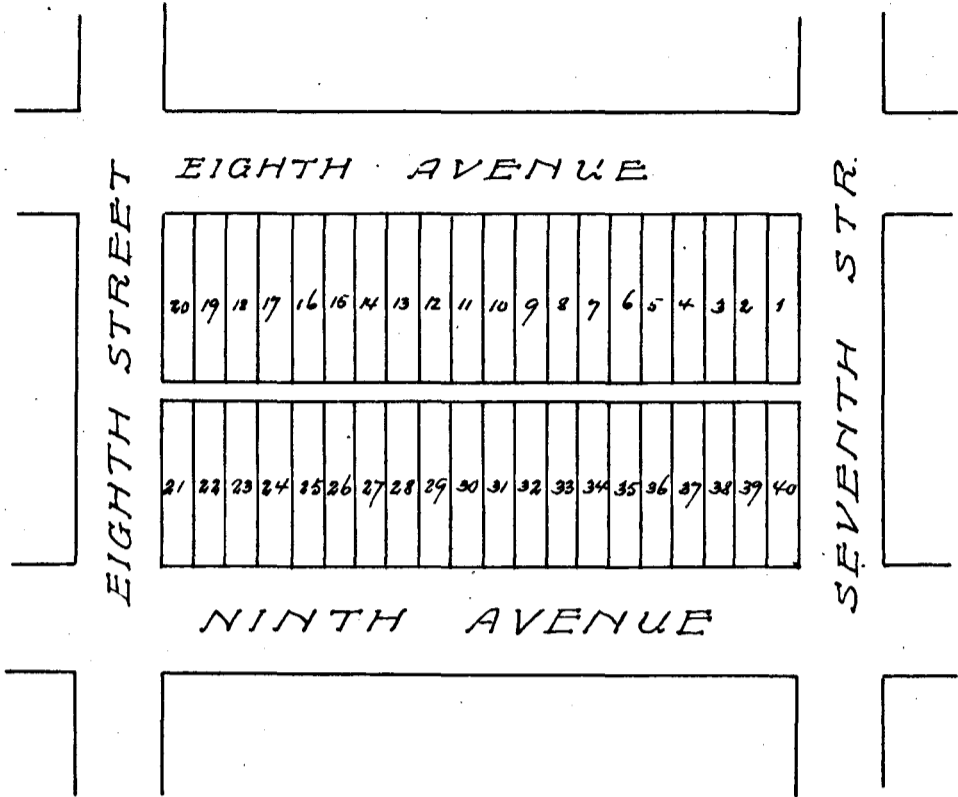 EIGHTH AVENUE
EIGHTH STREET
SEVENTH STR.
20 19 18 17 16 15 14 13 12 11 10 9 8 7 6 5 4 3 2 1
21 22 23 24 25 26 27 28 29 30 31 32 33 34 35 36 37 38 39 40
NINTH AVENUE